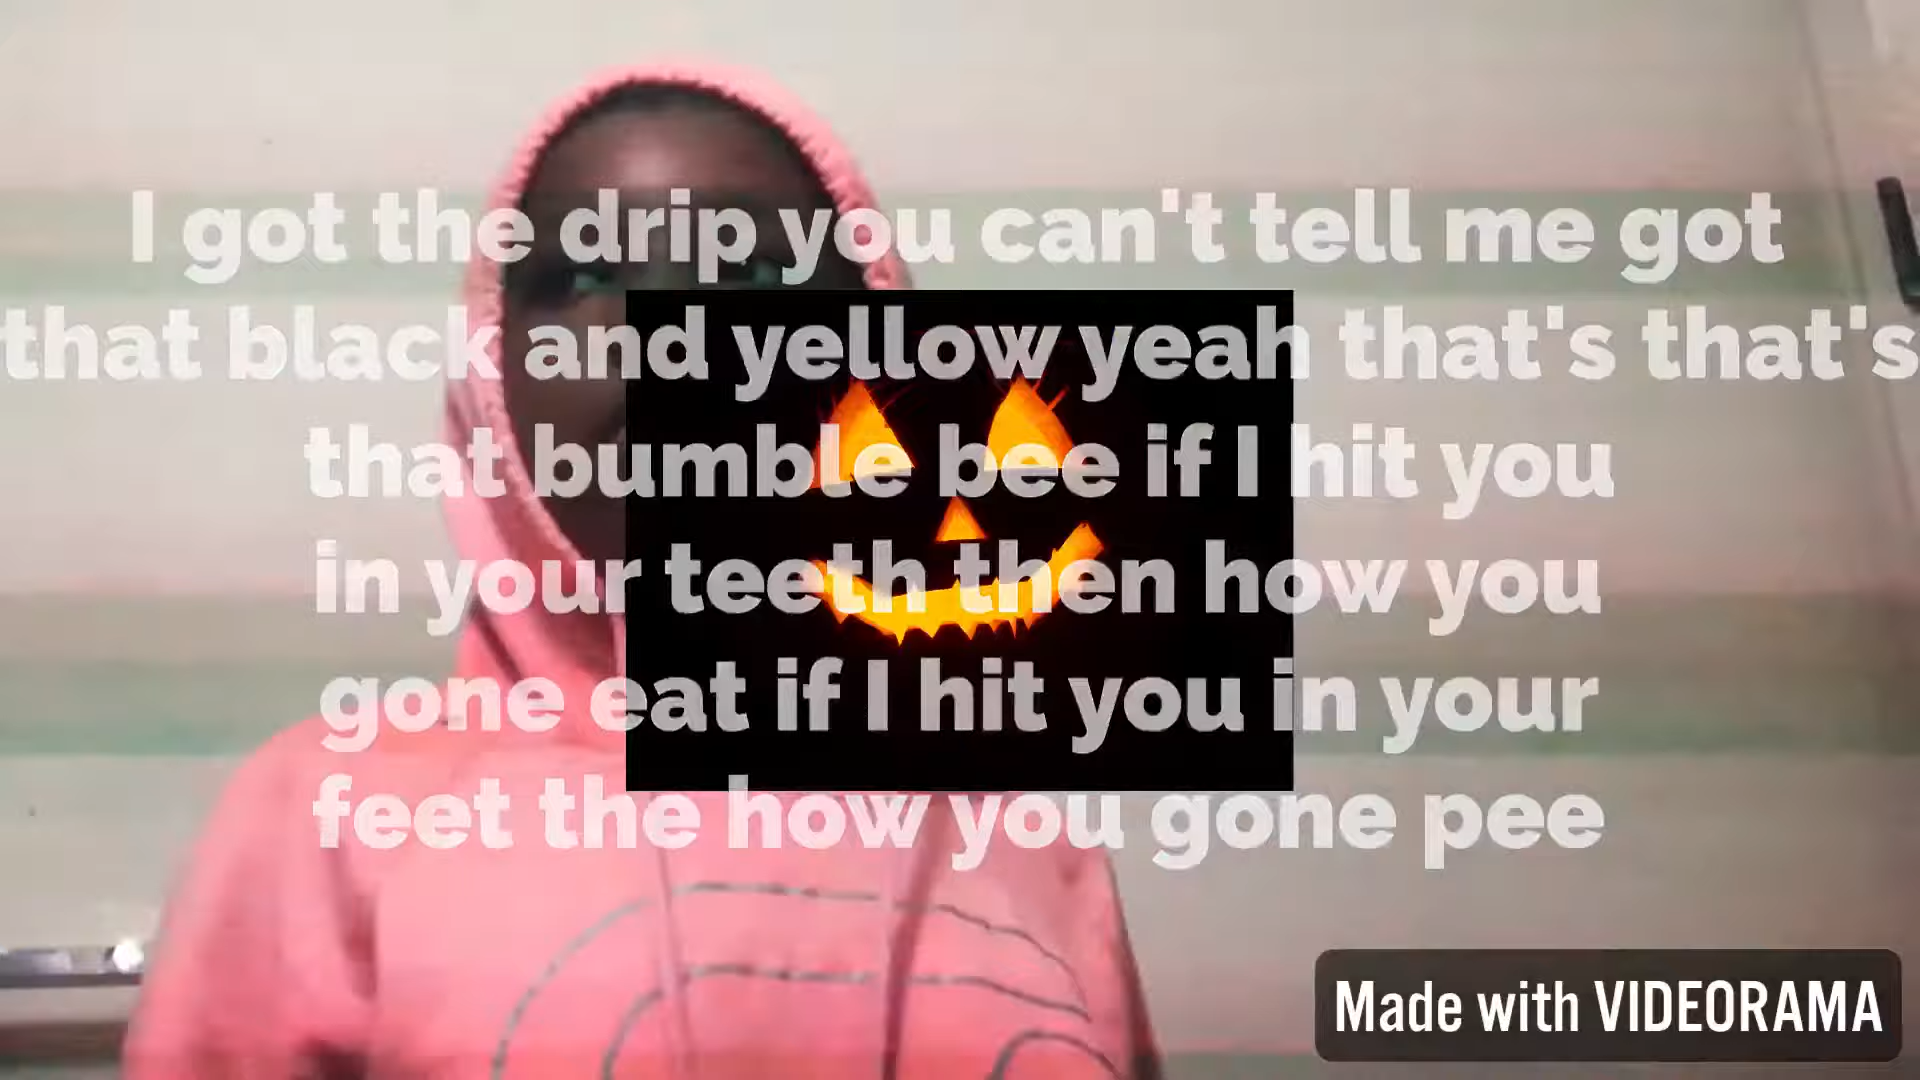 I got the drip you can't tell me got
that black and yellow yeah that's that's
that bumble bee if I hit you
in your teeth then how you
gone eat if I hit you in your
feet the how you gone pee
Made with VIDEORAMA